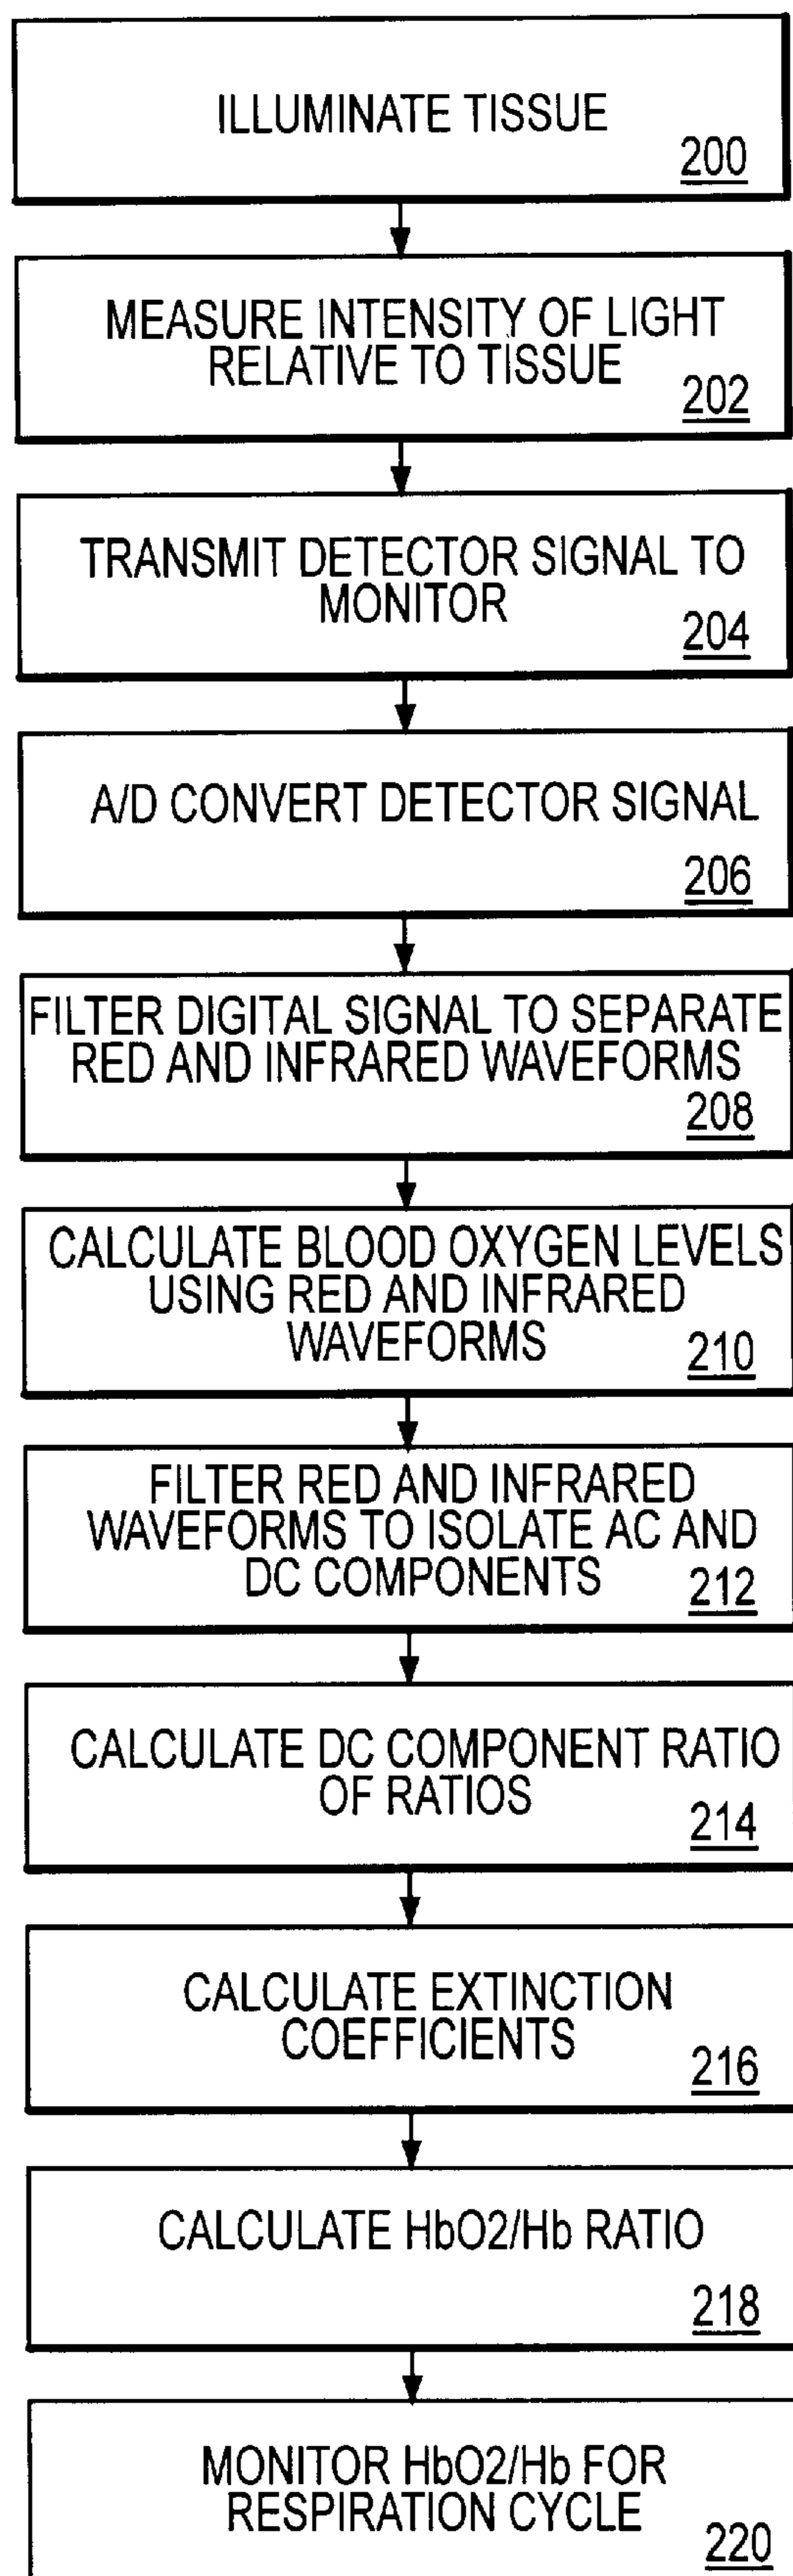 ILLUMINATE TISSUE
200
MEASURE INTENSITY OF LIGHT
RELATIVE TO TISSUE
202
TRANSMIT DETECTOR SIGNAL TO
MONITOR
204
A/D CONVERT DETECTOR SIGNAL
206
FILTER DIGITAL SIGNAL TO SEPARATE
RED AND INFRARED WAVEFORMS
208
CALCULATE BLOOD OXYGEN LEVELS
USING RED AND INFRARED
WAVEFORMS
210
FILTER RED AND INFRARED
WAVEFORMS TO ISOLATE AC AND
DC COMPONENTS
212
CALCULATE DC COMPONENT RATIO
OF RATIOS
214
CALCULATE EXTINCTION
COEFFICIENTS
216
CALCULATE HbO2/Hb RATIO
218
MONITOR HbO2/Hb FOR
RESPIRATION CYCLE
220